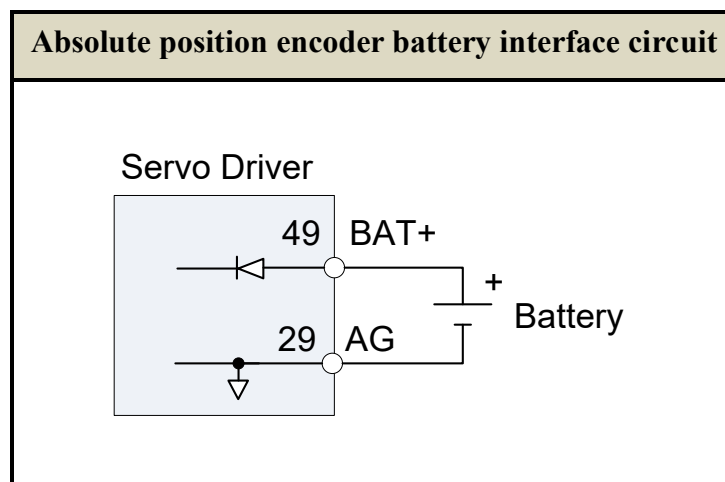 Absolute position encoder battery interface circuit
Servo Driver
49 BAT+
+
Battery
29 AG